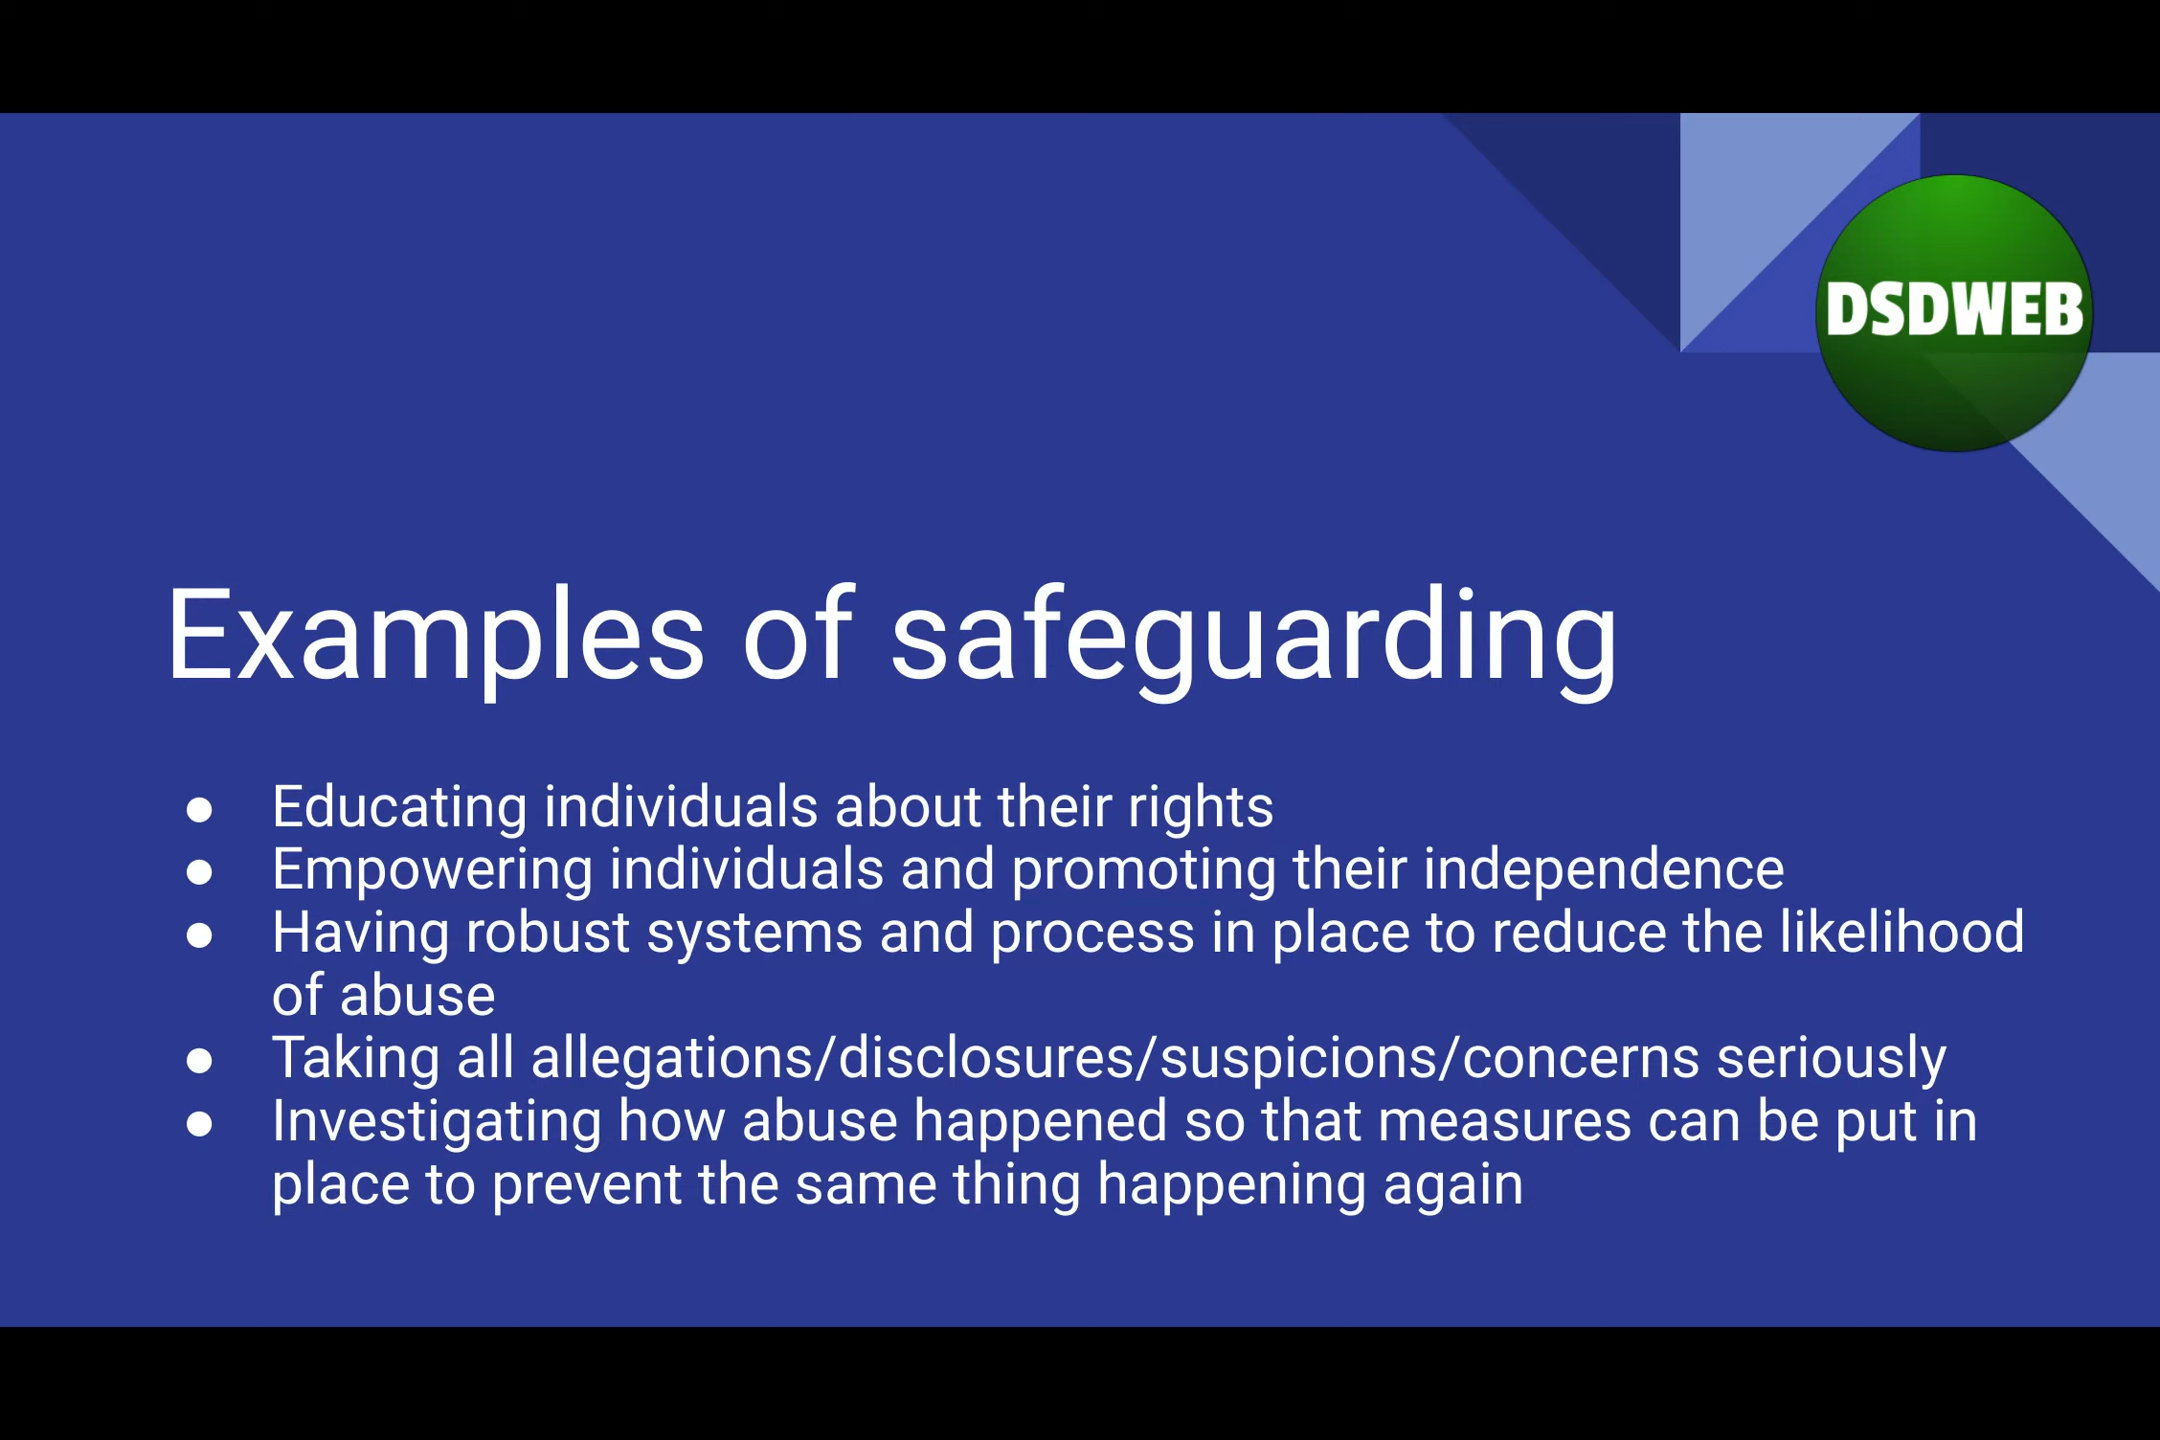 DSDWEB
Examples of safeguarding
● Educating individuals about their rights
● Empowering individuals and promoting their independence
● Having robust systems and process in place to reduce the likelihood
of abuse
● Taking all allegations/disclosures/suspicions/concerns seriously
● Investigating how abuse happened so that measures can be put in
place to prevent the same thing happening again